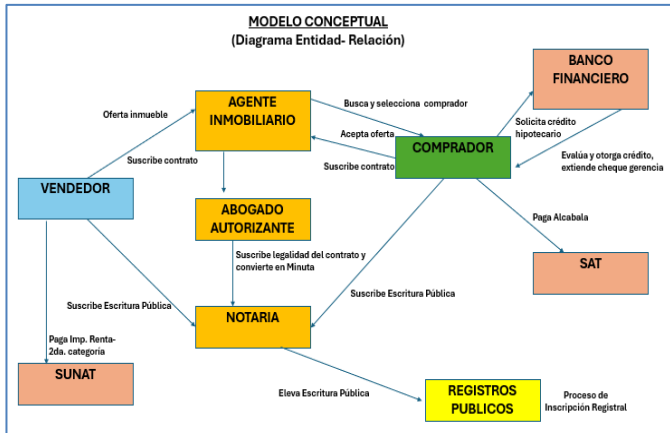 MODELO CONCEPTUAL
(Diagrama Entidad- Relación)
BANCO
FINANCIERO
AGENTE
INMOBILIARIO
Oferta inmueble
Busca y selecciona comprador
Solicita crédito
hipotecario
Acepta oferta
COMPRADOR
Suscribe contrato
Suscribe contrato
Evalúa y otorga crédito,
extiende cheque gerencia
VENDEDOR
ABOGADO
AUTORIZANTE
Paga Alcabala
Suscribe legalidad del contrato y
convierte en Minuta
SAT
Suscribe Escritura Pública
Suscribe Escritura Pública
NOTARIA
Paga Imp. Renta-
2da. categoría
SUNAT
Eleva Escritura Pública
REGISTROS
PUBLICOS
Proceso de
Inscripción Registral